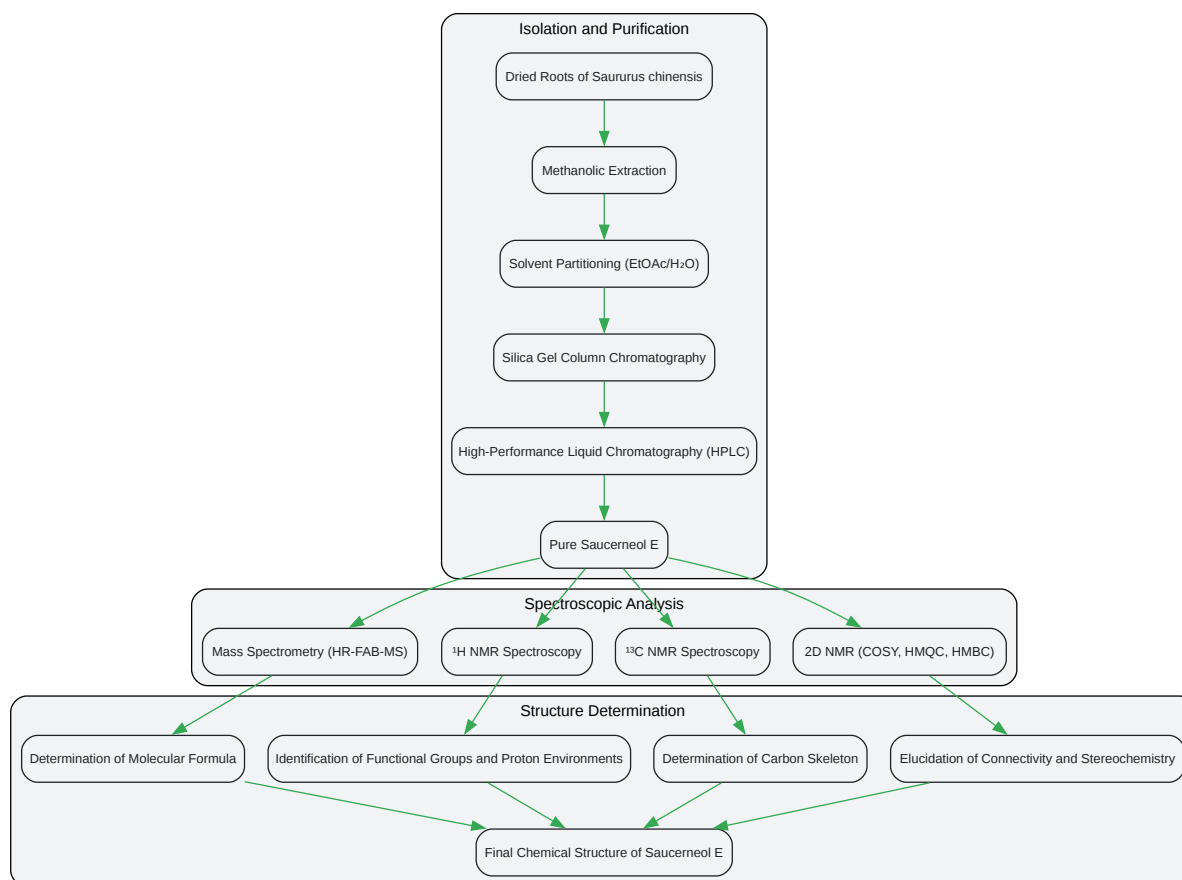 Isolation and Purification
Dried Roots of Saururus chinensis
Methanolic Extraction
Solvent Partitioning (EtOAc/H₂O)
Silica Gel Column Chromatography
High-Performance Liquid Chromatography (HPLC)
Pure Saucerneol E
Spectroscopic Analysis
Mass Spectrometry (HR-FAB-MS)
¹H NMR Spectroscopy
¹³C NMR Spectroscopy
2D NMR (COSY, HMQC, HMBC)
Structure Determination
Determination of Molecular Formula
Identification of Functional Groups and Proton Environments
Determination of Carbon Skeleton
Elucidation of Connectivity and Stereochemistry
Final Chemical Structure of Saucerneol E